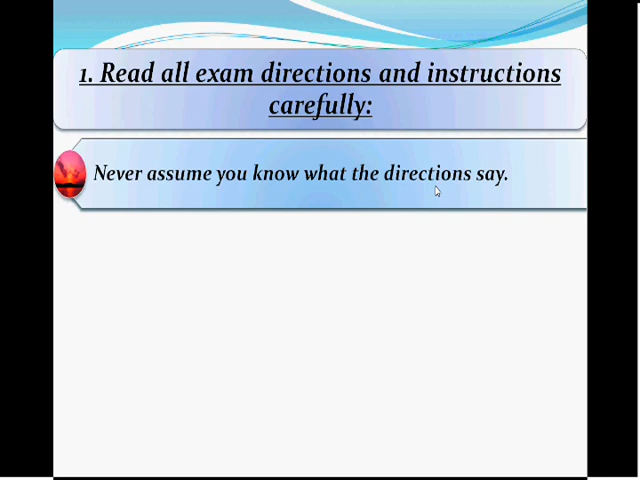 1. Read all exam directions and instructions
carefully:
Never assume you know what the directions say.